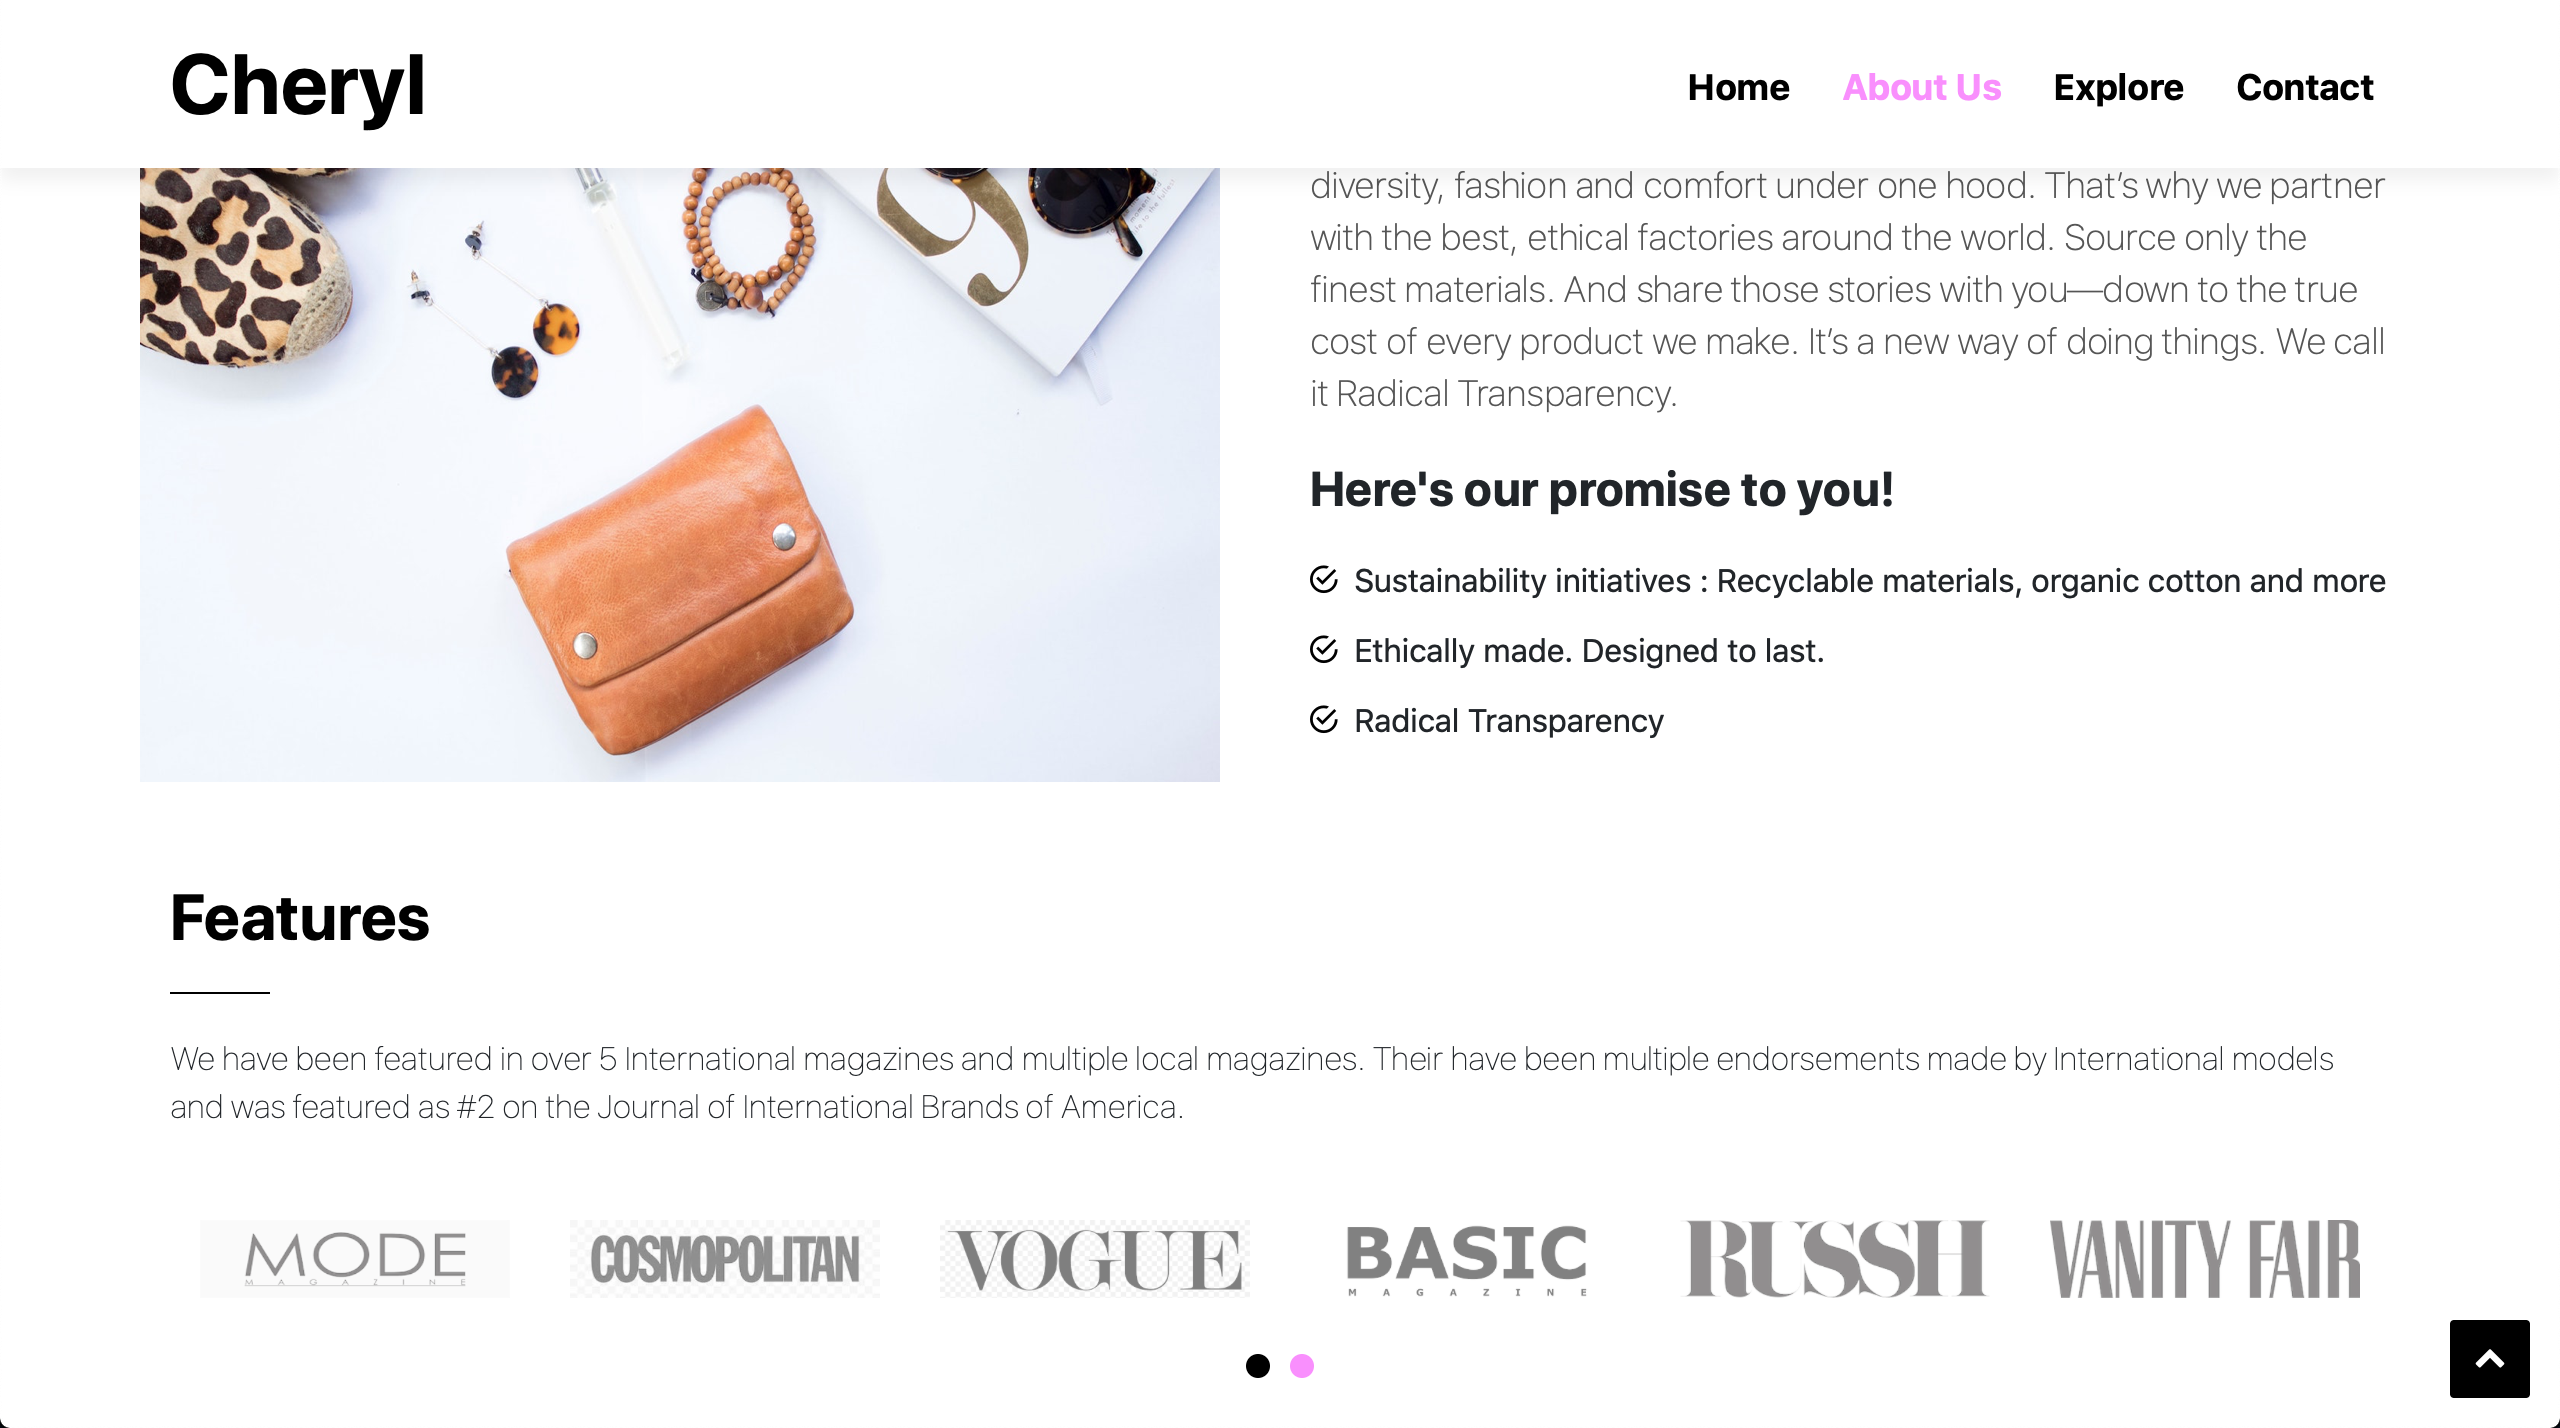 Cheryl
Home About Us Explore Contact
9
diversity, fashion and comfort under one hood. That’s why we partner
with the best, ethical factories around the world. Source only the
finest materials. And share those stories with you—down to the true
cost of every product we make. It’s a new way of doing things. We call
it Radical Transparency.
Here's our promise to you!
Sustainability initiatives : Recyclable materials, organic cotton and more
Ethically made. Designed to last.
Radical Transparency
Features
We have been featured in over 5 International magazines and multiple local magazines. Their have been multiple endorsements made by International models
and was featured as #2 on the Journal of International Brands of America.
MODE
MAGAZINE
COSMOPOLITAN
VOGUE
BASIC
MAGAZINE
RUSSH
VANITY FAIR